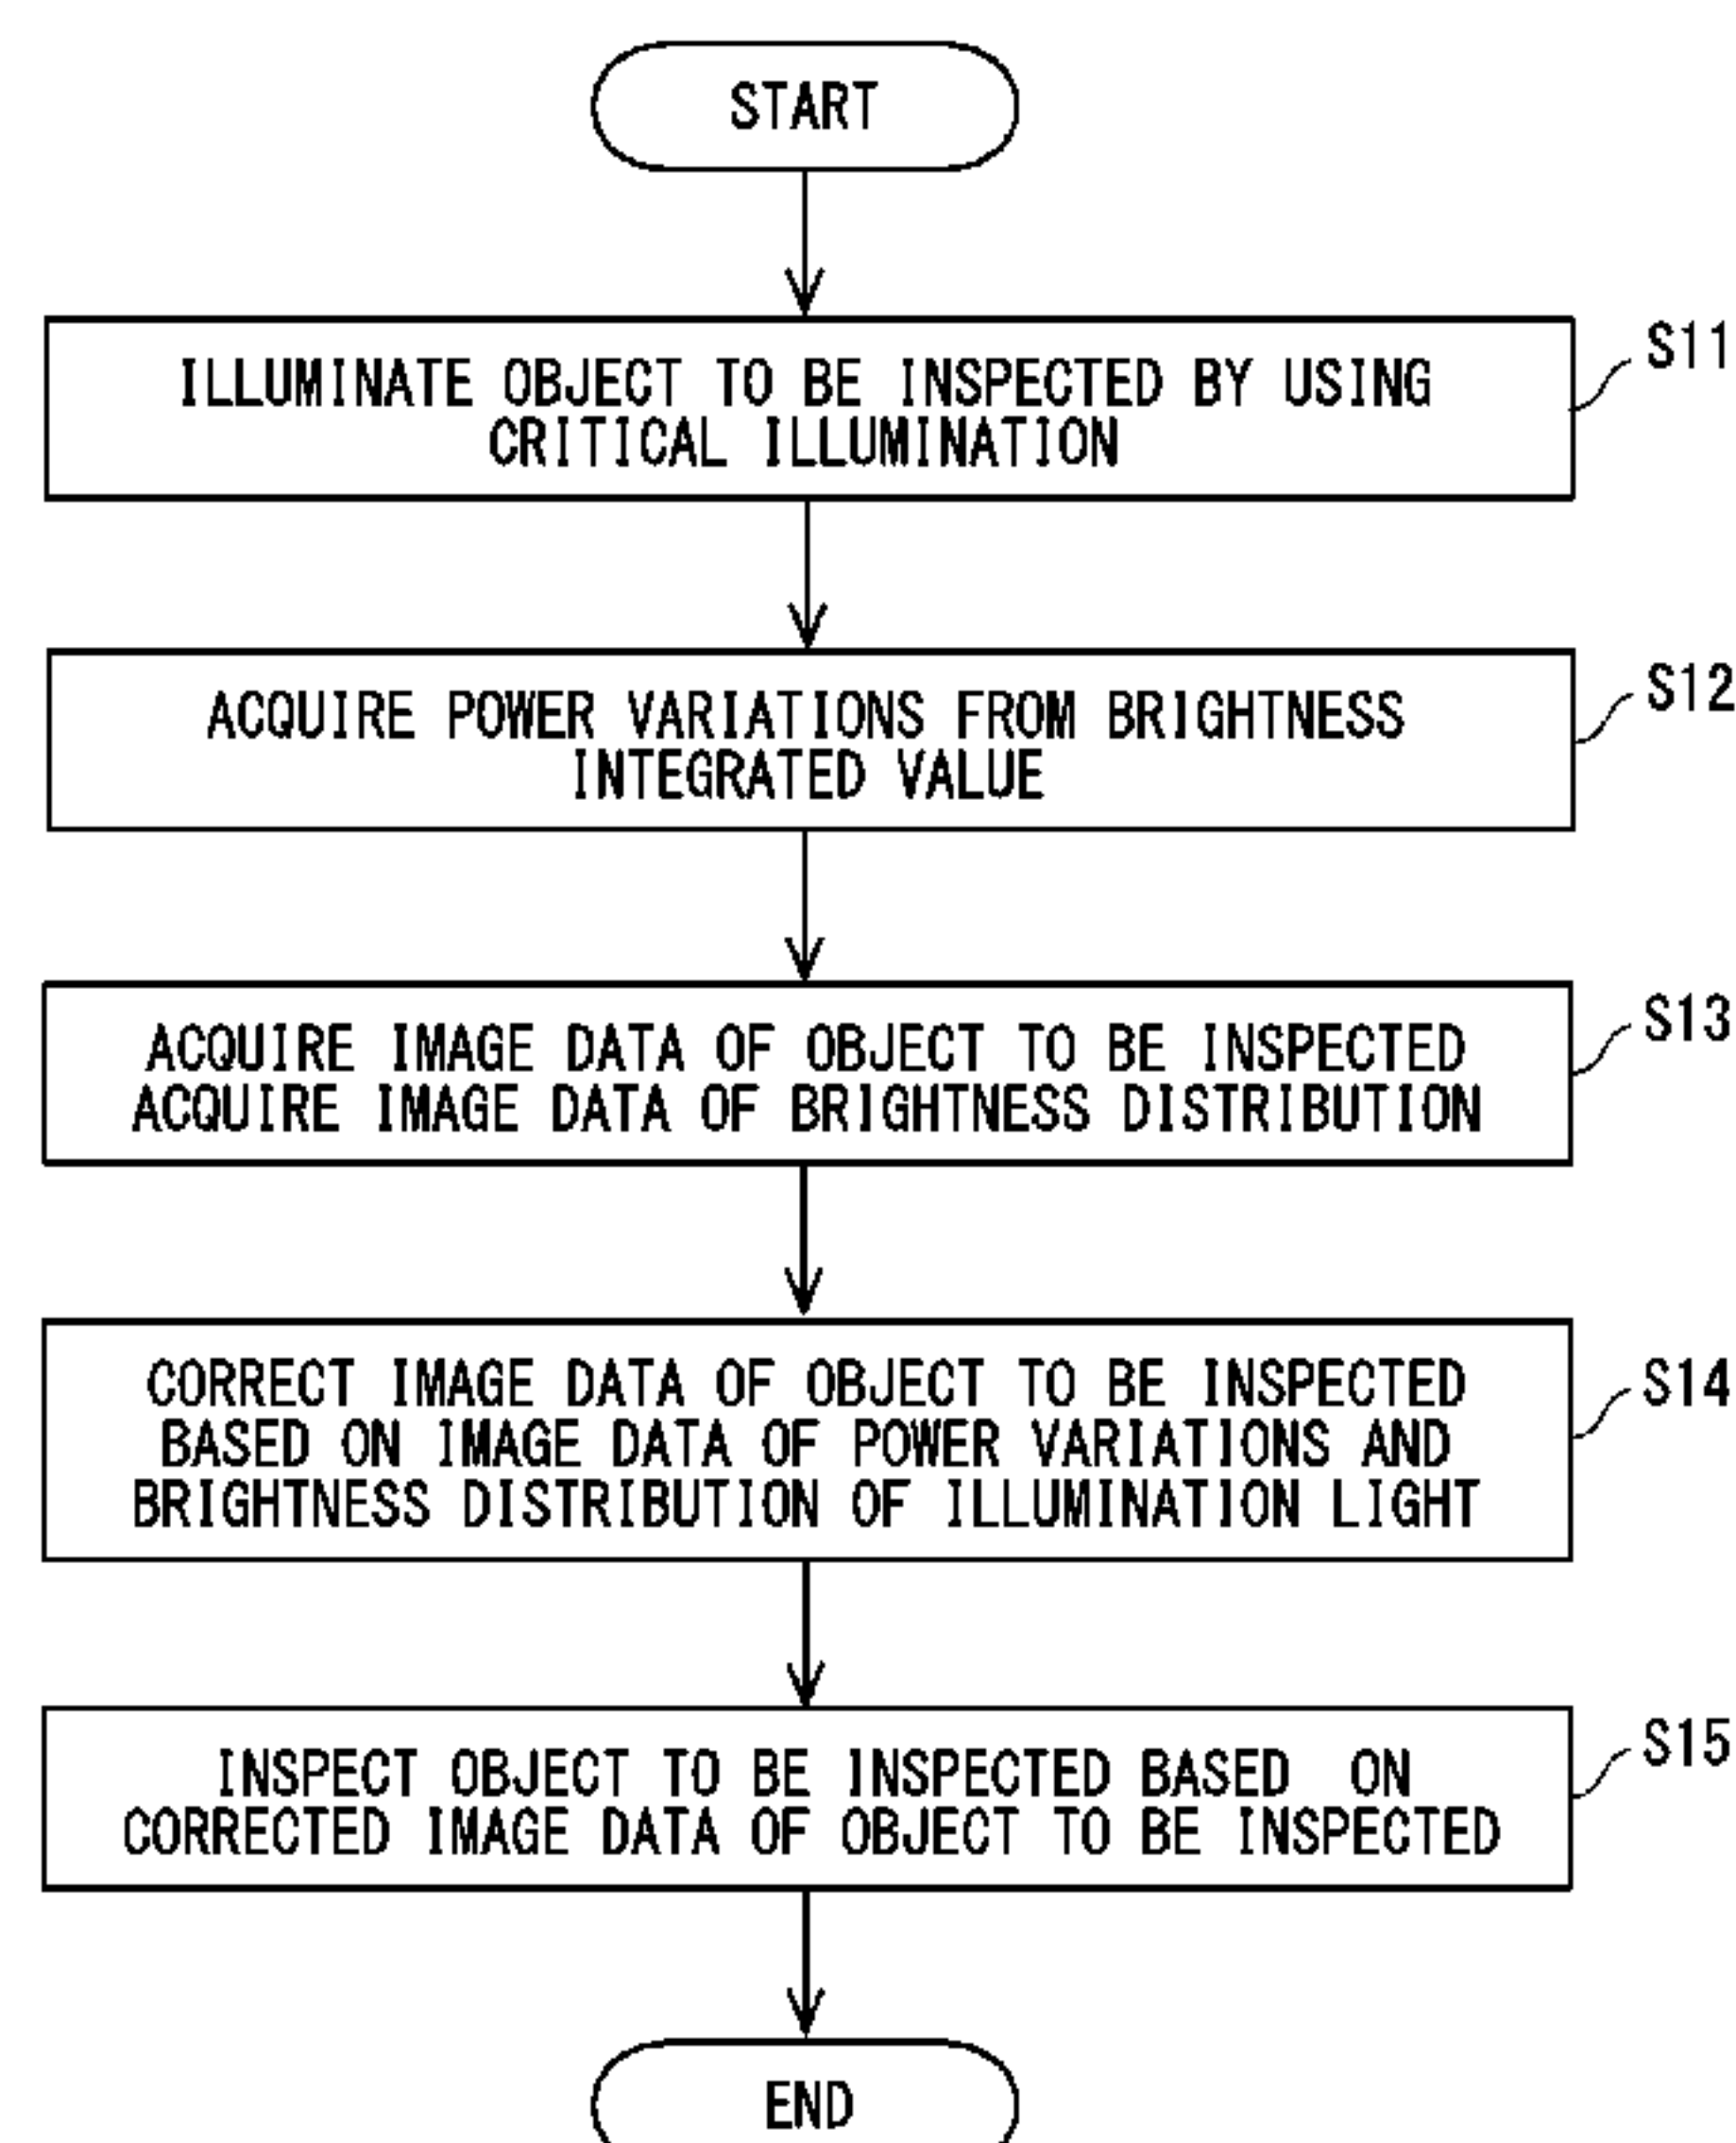 START
S11
ILLUMINATE OBJECT TO BE INSPECTED BY USING
CRITICAL ILLUMINATION
S12
ACQUIRE POWER VARIATIONS FROM BRIGHTNESS
INTEGRATED VALUE
S13
ACQUIRE IMAGE DATA OF OBJECT TO BE INSPECTED
ACQUIRE IMAGE DATA OF BRIGHTNESS DISTRIBUTION
S14
CORRECT IMAGE DATA OF OBJECT TO BE INSPECTED
BASED ON IMAGE DATA OF POWER VARIATIONS AND
BRIGHTNESS DISTRIBUTION OF ILLUMINATION LIGHT
S15
INSPECT OBJECT TO BE INSPECTED BASED ON
CORRECTED IMAGE DATA OF OBJECT TO BE INSPECTED
END